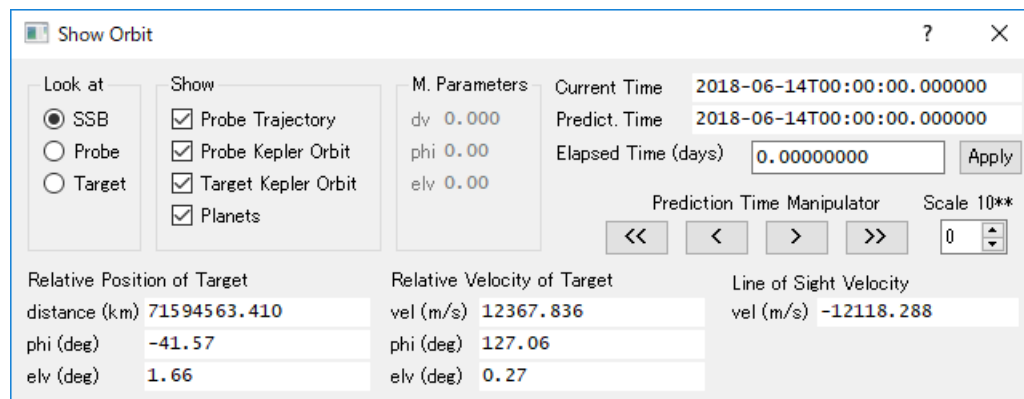 Show Orbit ? ×
Look at Show M. Parameters Current Time 2018-06-14T00:00:00.000000
SSB Probe Trajectory dv 0.000 Predict. Time 2018-06-14T00:00:00.000000
Probe Probe Kepler Orbit phi 0.00 Elapsed Time (days) 0.00000000 Apply
Target Target Kepler Orbit elv 0.00
Planets Prediction Time Manipulator Scale 10**
<< < > >> 0
Relative Position of Target Relative Velocity of Target Line of Sight Velocity
distance (km) 71594563.410 vel (m/s) 12367.836 vel (m/s) -12118.288
phi (deg) -41.57 phi (deg) 127.06
elv (deg) 1.66 elv (deg) 0.27